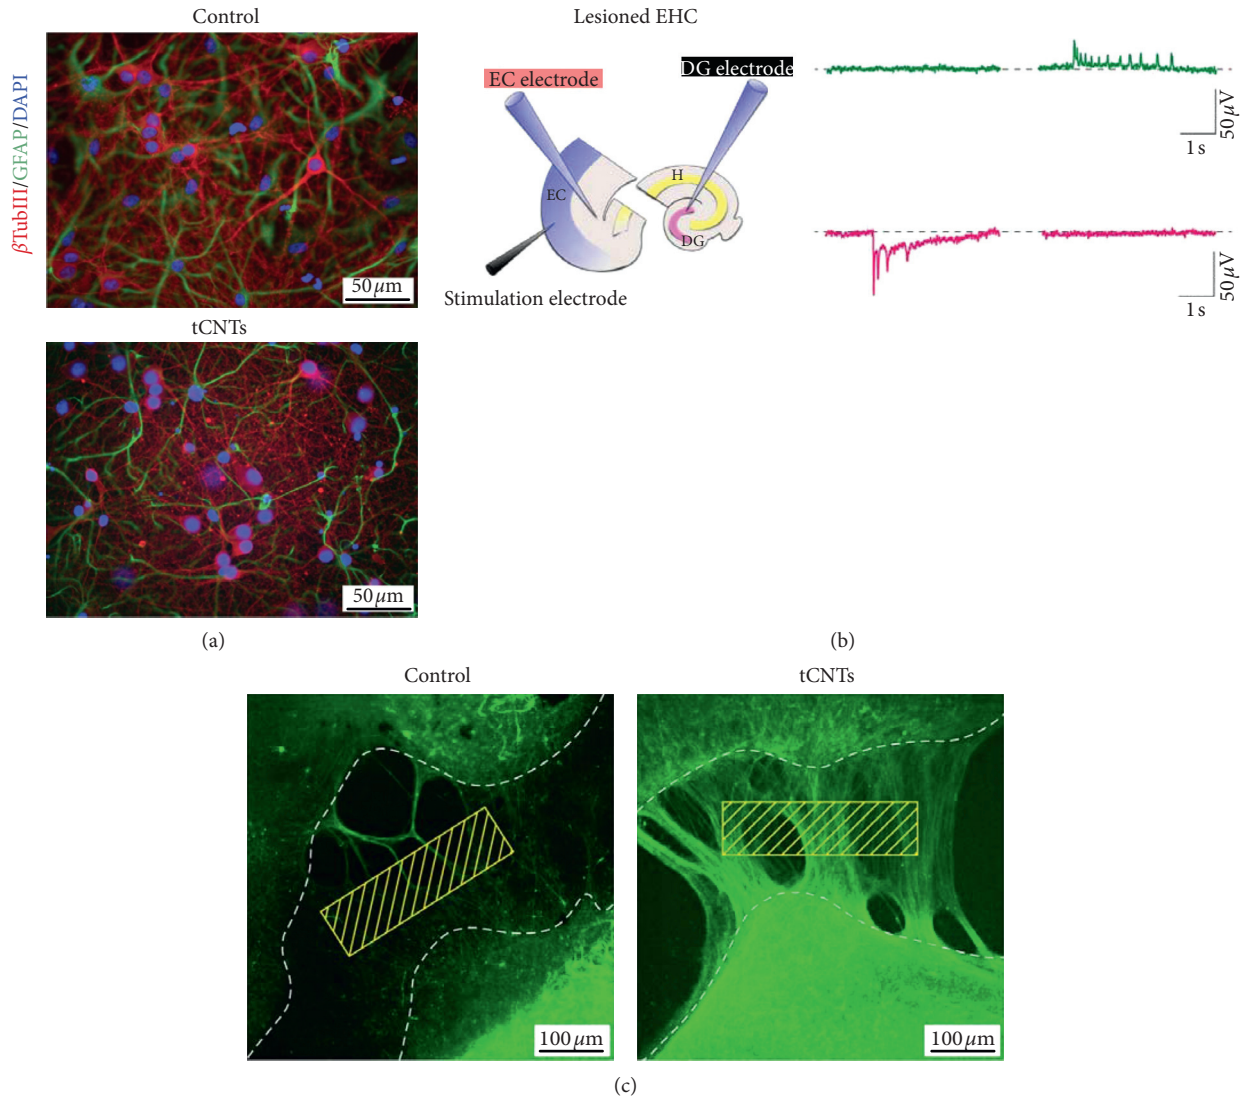 Control
βTubIII/GFAP/DAPI
50 μm
tCNTs
50 μm
(a)
Lesioned EHC
EC electrode
DG electrode
EC
H
DG
Stimulation electrode
50 μV
1 s
50 μV
1 s
(b)
Control
tCNTs
100 μm
100 μm
(c)